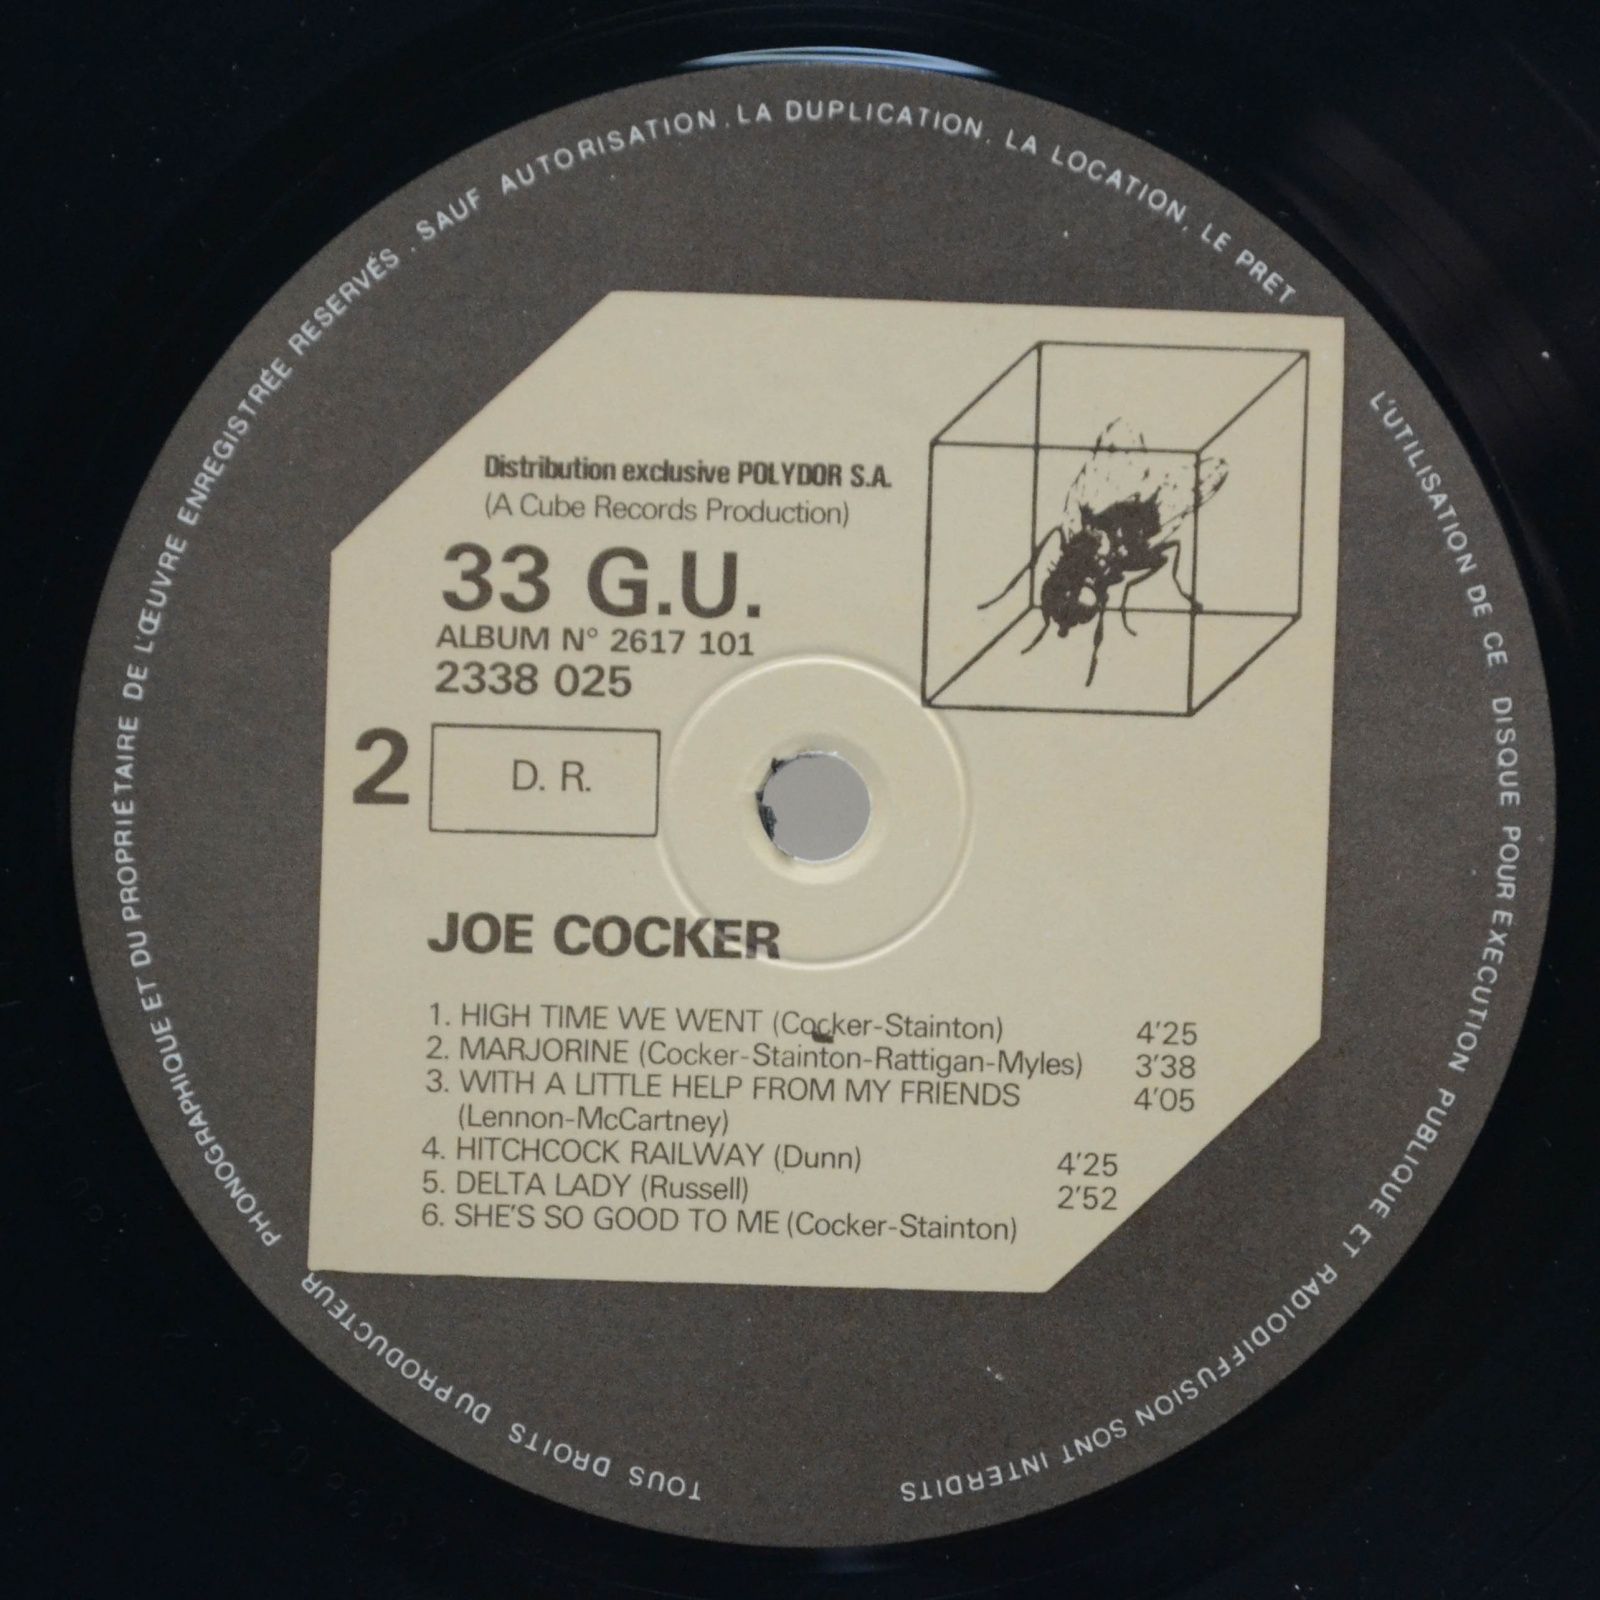 TOUS DROITS DU PRODUCTEUR PHONOGRAPHIQUE ET DU PROPRIÉTAIRE DE L'ŒUVRE ENREGISTRÉE RESERVÉS . SAUF AUTORISATION . LA DUPLICATION . LA LOCATION, LE PRET L'UTILISATION DE CE DISQUE POUR EXECUTION PUBLIQUE ET RADIODIFFUSION SONT INTERDITS
Distribution exclusive POLYDOR S.A.
(A Cube Records Production)
33 G.U.
ALBUM N° 2617 101
2338 025
2 D. R.
JOE COCKER
1. HIGH TIME WE WENT (Cocker-Stainton) 4'25
2. MARJORINE (Cocker-Stainton-Rattigan-Myles) 3'38
3. WITH A LITTLE HELP FROM MY FRIENDS 4'05
(Lennon-McCartney)
4. HITCHCOCK RAILWAY (Dunn) 4'25
5. DELTA LADY (Russell) 2'52
6. SHE'S SO GOOD TO ME (Cocker-Stainton)